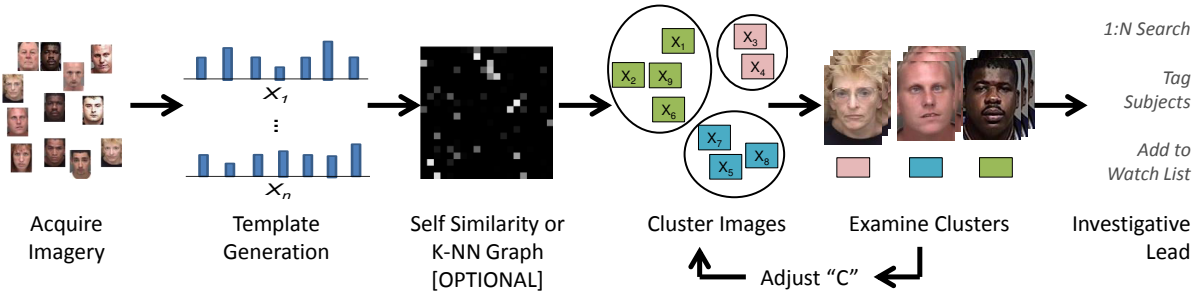 X1
...
Xn
X1
X2
X9
X6
X3
X4
X7
X5
X8
1:N Search
Tag
Subjects
Add to
Watch List
Acquire
Imagery
Template
Generation
Self Similarity or
K-NN Graph
[OPTIONAL]
Cluster Images
Examine Clusters
Investigative
Lead
Adjust “C”